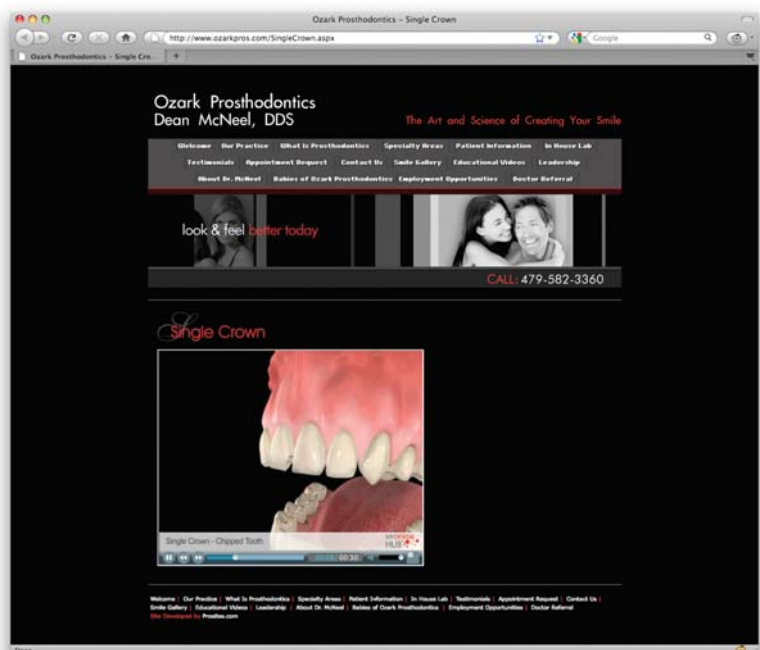 Ozark Prosthodontics – Single Crown
http://www.ozarkpros.com/SingleCrown.aspx
Google
Ozark Prosthodontics – Single Cro...
Ozark Prosthodontics
Dean McNeel, DDS
The Art and Science of Creating Your Smile
Welcome Our Practice What Is Prosthodontics Specialty Areas Patient Information In House Lab
Testimonials Appointment Request Contact Us Smile Gallery Educational Videos Leadership
About Dr. McNeel Babies of Ozark Prosthodontics Employment Opportunities Doctor Referral
look & feel better today
CALL: 479-582-3360
Single Crown
Single Crown - Chipped Tooth
HUB
00:30
Welcome | Our Practice | What Is Prosthodontics | Specialty Areas | Patient Information | In House Lab | Testimonials | Appointment Request | Contact Us |
Smile Gallery | Educational Videos | Leadership | About Dr. McNeel | Babies of Ozark Prosthodontics | Employment Opportunities | Doctor Referral
Site Developed by Prosites.com